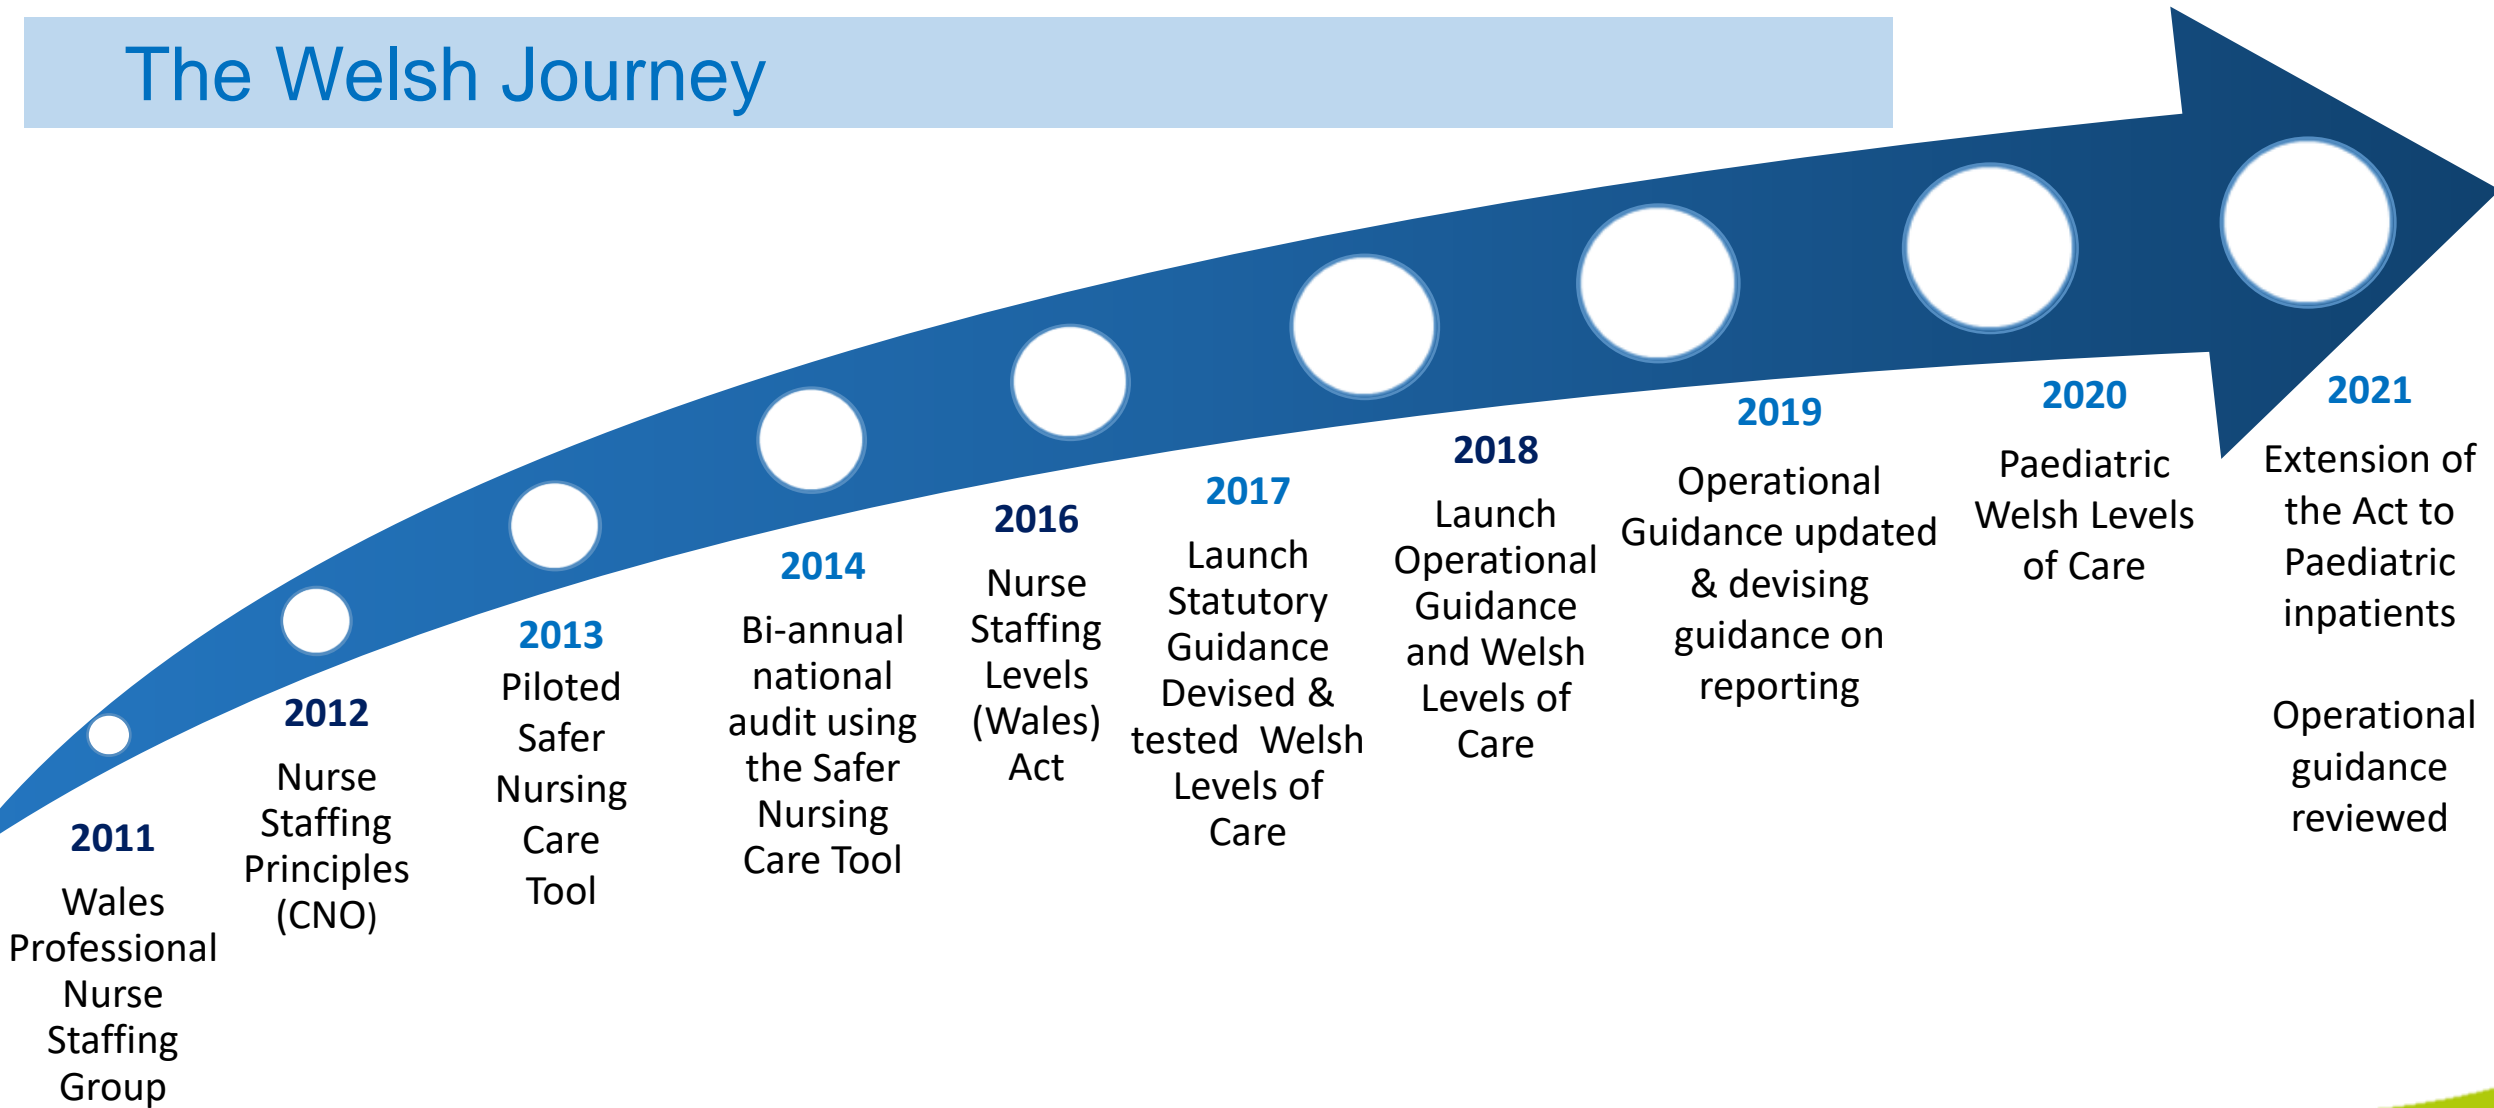 The Welsh Journey
2011
Wales
Professional
Nurse
Staffing
Group
2012
Nurse
Staffing
Principles
(CNO)
2013
Piloted
Safer
Nursing
Care
Tool
2014
Bi-annual
national
audit using
the Safer
Nursing
Care Tool
2016
Nurse
Staffing
Levels
(Wales)
Act
2017
Launch
Statutory
Guidance
Devised &
tested Welsh
Levels of
Care
2018
Launch
Operational
Guidance
and Welsh
Levels of
Care
2019
Operational
Guidance updated
& devising
guidance on
reporting
2020
Paediatric
Welsh Levels
of Care
2021
Extension of
the Act to
Paediatric
inpatients
Operational
guidance
reviewed